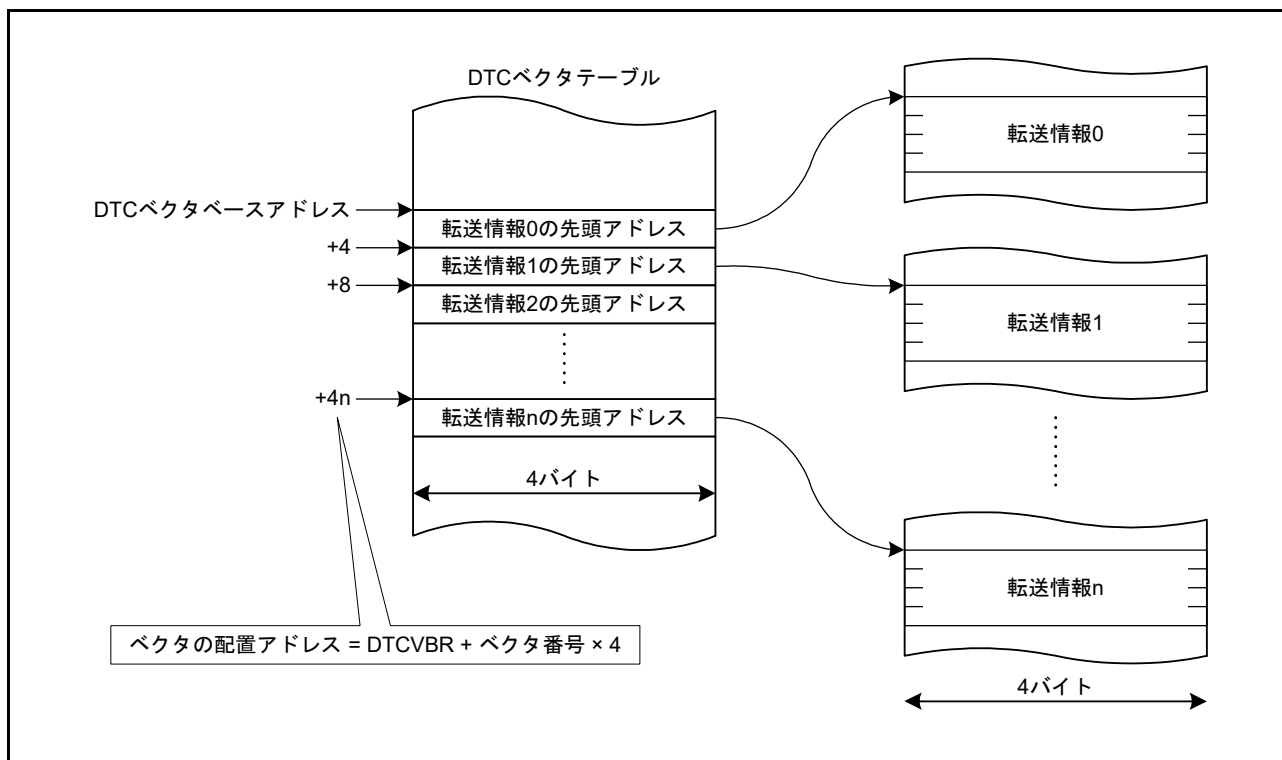 DTCベクタテーブル
DTCベクタベースアドレス
転送情報0の先頭アドレス
+4
転送情報1の先頭アドレス
+8
転送情報2の先頭アドレス
+4n
転送情報nの先頭アドレス
4バイト
ベクタの配置アドレス = DTCVBR + ベクタ番号 × 4
転送情報0
転送情報1
転送情報n
4バイト